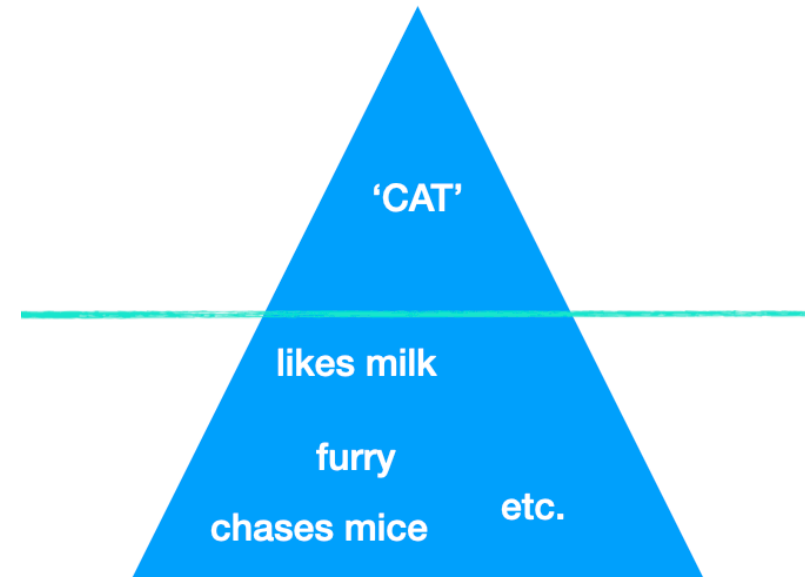 ‘CAT’
likes milk
furry
chases mice
etc.